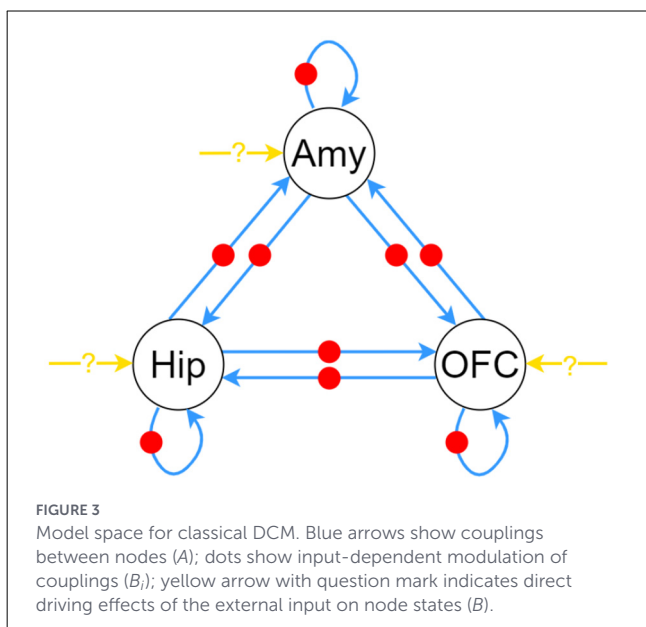 ?
Amy
?
Hip
OFC
?
FIGURE 3
Model space for classical DCM. Blue arrows show couplings
between nodes (A); dots show input-dependent modulation of
couplings (Bi); yellow arrow with question mark indicates direct
driving effects of the external input on node states (B).